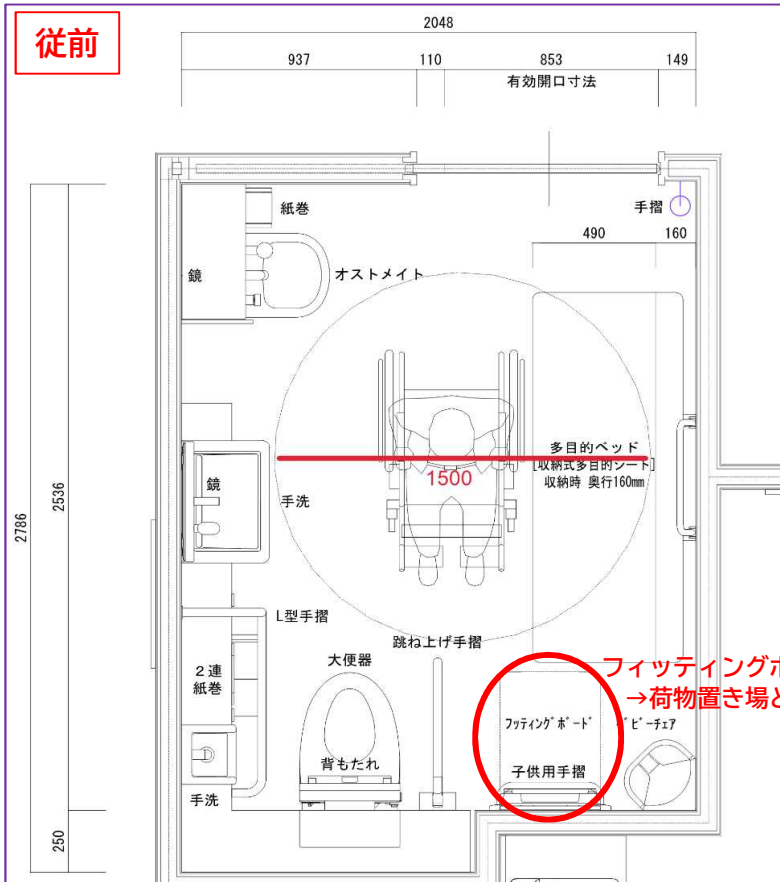 従前
2048
937
110
853
149
有効開口寸法
紙巻
手摺
490
160
鏡
オストメイト
多目的ベッド
[収納式多目的シート]
収納時 奥行160mm
1500
鏡
手洗
2536
2786
L型手摺
跳ね上げ手摺
大便器
2連
紙巻
フィッティングボ
→荷物置き場と
フッティングボード
ビーチェア
背もたれ
子供用手摺
手洗
250